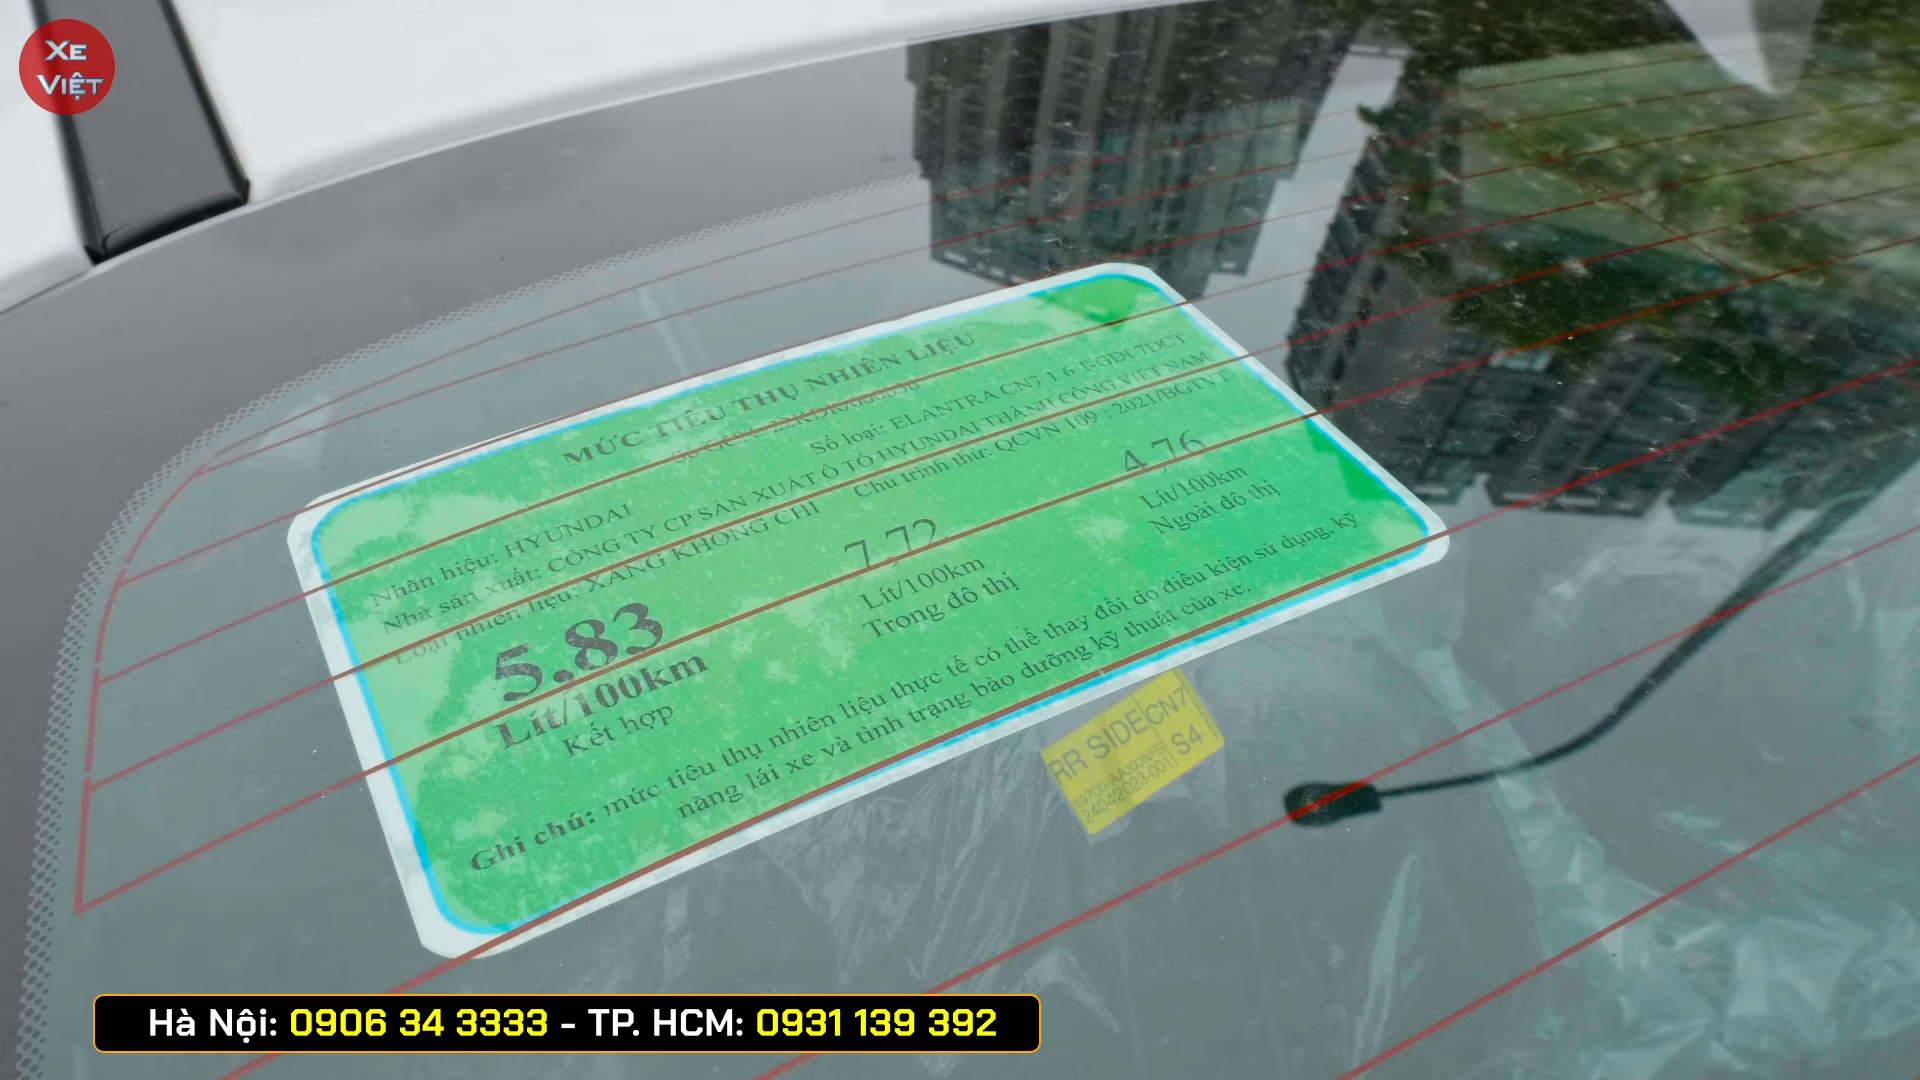 XE
VIỆT
MỨC TIÊU THỤ NHIÊN LIỆU
Số GCN:
Nhãn hiệu: HYUNDAI
Số loại: ELANTRA CN7 1.6 T-GDi 7DCT
Nhà sản xuất: CÔNG TY CP SẢN XUẤT Ô TÔ HYUNDAI THÀNH CÔNG VIỆT NAM
Loại nhiên liệu: XĂNG KHÔNG CHÌ
Chu trình thử: QCVN 109 : 2021/BGTVT
5,83
Lít/100km
Kết hợp
7,72
Lít/100km
Trong đô thị
4,76
Lít/100km
Ngoài đô thị
Ghi chú: mức tiêu thụ nhiên liệu thực tế có thể thay đổi do điều kiện sử dụng, kỹ
năng lái xe và tình trạng bảo dưỡng kỹ thuật của xe.
RR SIDE CN7
S4
24042023-001
Hà Nội: 0906 34 3333 - TP. HCM: 0931 139 392